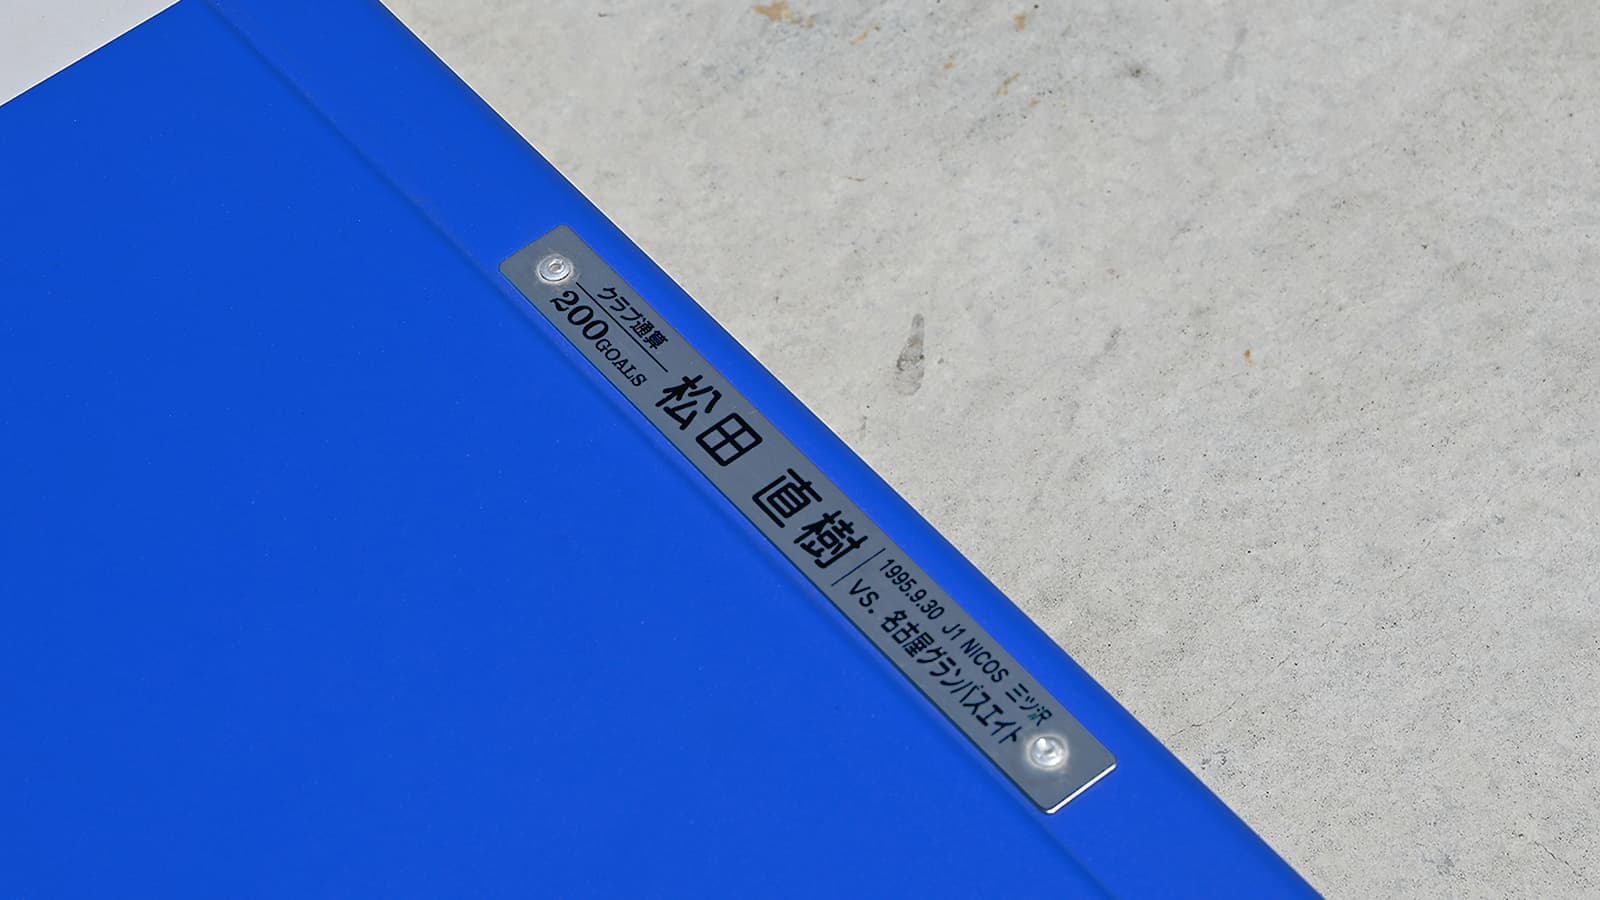 クラブ通算
200GOALS
松田 直樹
1995.9.30 J1 NICOS 三ツ沢
VS. 名古屋グランパスエイト